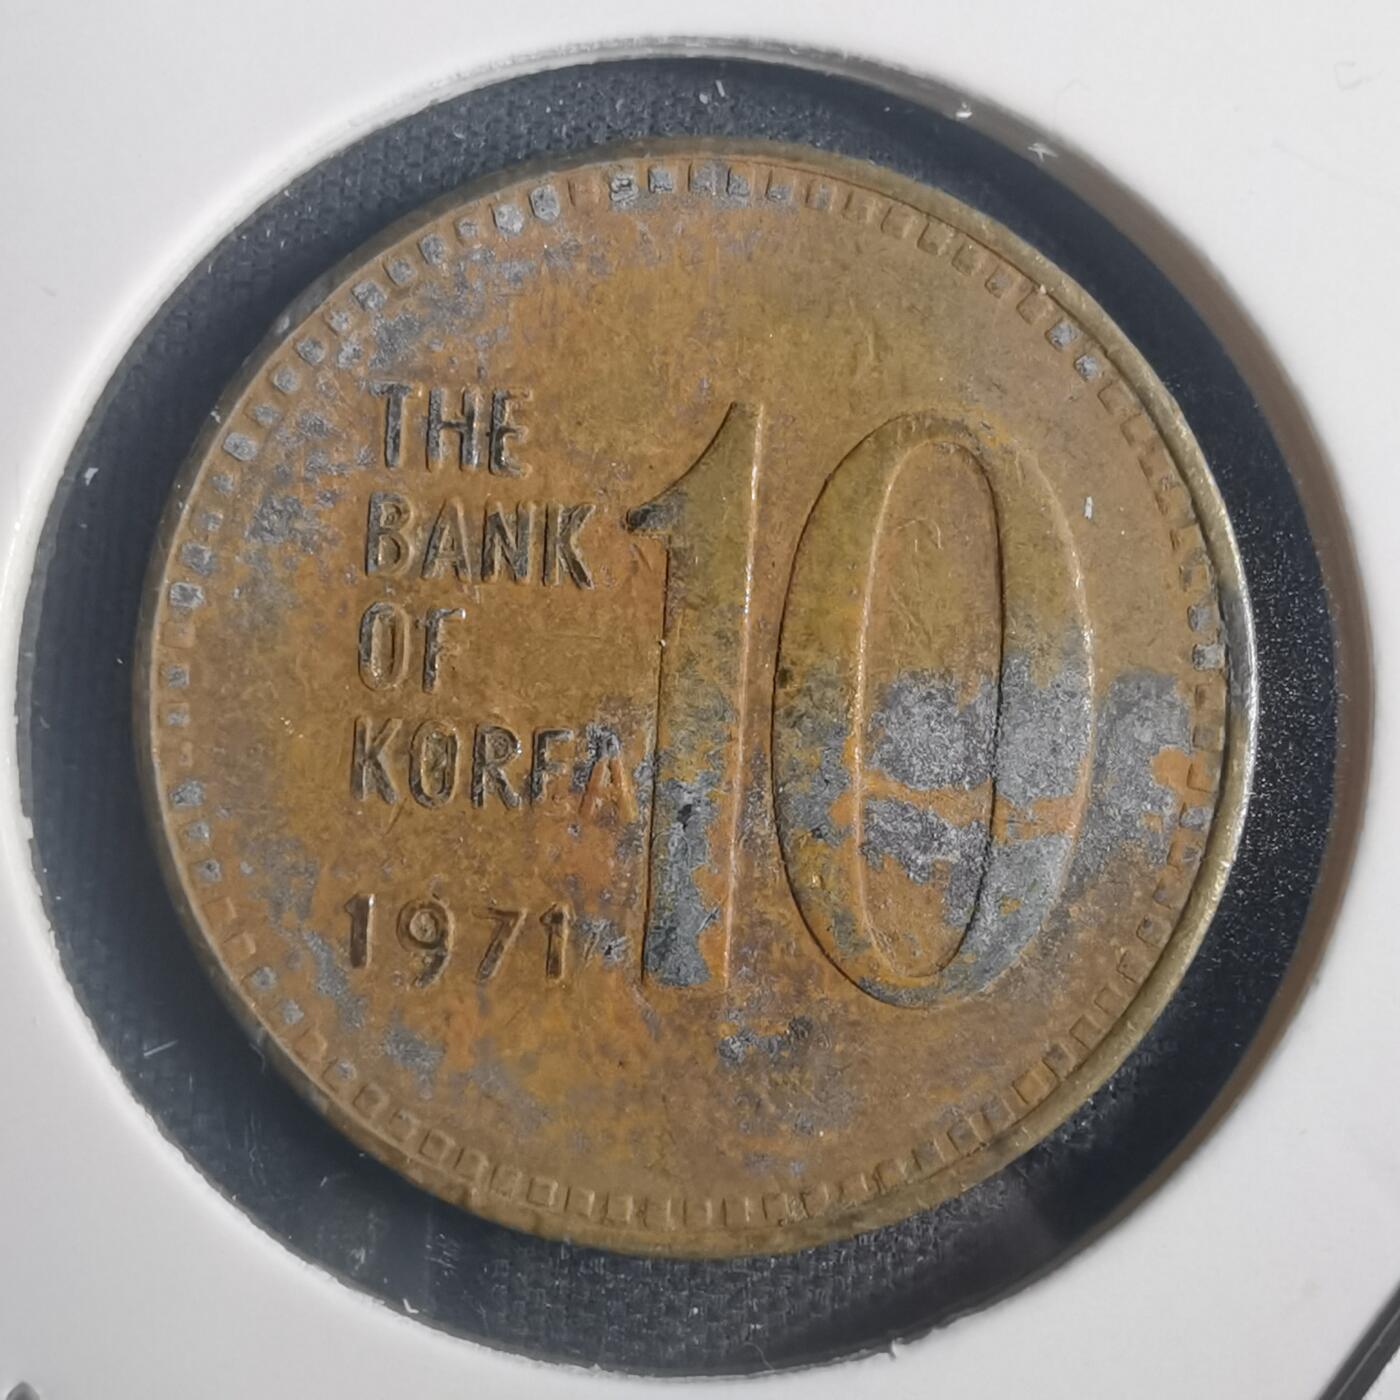 THE
BANK
OF
KOREA
1971
10